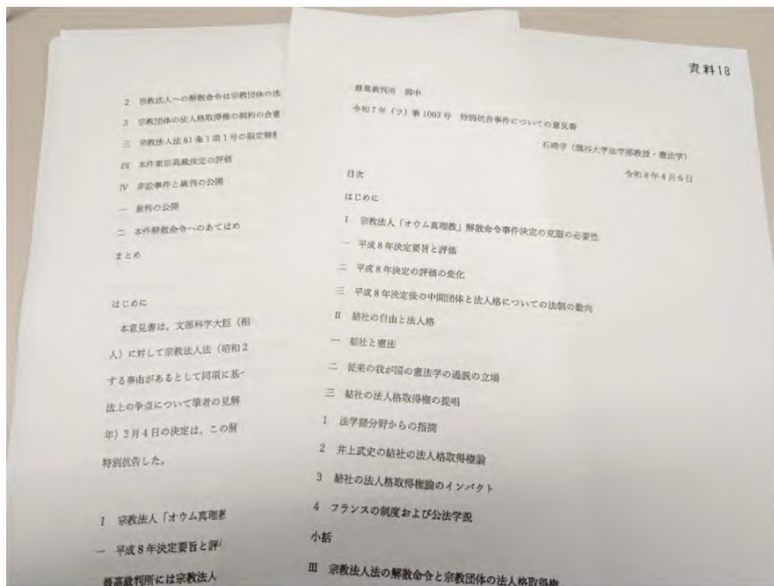 資料18
最高裁判所 御中
令和7年(ク)第1003号 特別抗告事件についての意見書
石埼学(龍谷大学法学部教授・憲法学)
令和8年4月6日
目次
はじめに
Ⅰ 宗教法人「オウム真理教」解散命令事件決定の克服の必要性
一 平成8年決定要旨と評価
二 平成8年決定の評価の変化
三 平成8年決定後の中間団体と法人格についての法制の動向
Ⅱ 結社の自由と法人格
一 結社と憲法
二 従来の我が国の憲法学の通説の立場
三 結社の法人格取得権の提唱
1 法学諸分野からの指摘
2 井上武史の結社の法人格取得権論
3 結社の法人格取得権論のインパクト
4 フランスの制度および公法学説
小括
Ⅲ 宗教法人法の解散命令と宗教団体の法人格取得権
2 宗教法人への解散命令は宗教団体の法
3 宗教団体の法人格取得権の制約の合憲
三 宗教法人法81条1項1号の限定解釈
四 本件東京高裁決定の評価
Ⅳ 非訟事件と裁判の公開
一 裁判の公開
二 本件解散命令へのあてはめ
まとめ
はじめに
本意見書は、文部科学大臣(相
人)に対して宗教法人法(昭和2
する事由があるとして同項に基づ
法上の争点について筆者の見解
年)3月4日の決定は、この解
特別抗告した。
Ⅰ 宗教法人「オウム真理教
一 平成8年決定要旨と評
最高裁判所には宗教法人